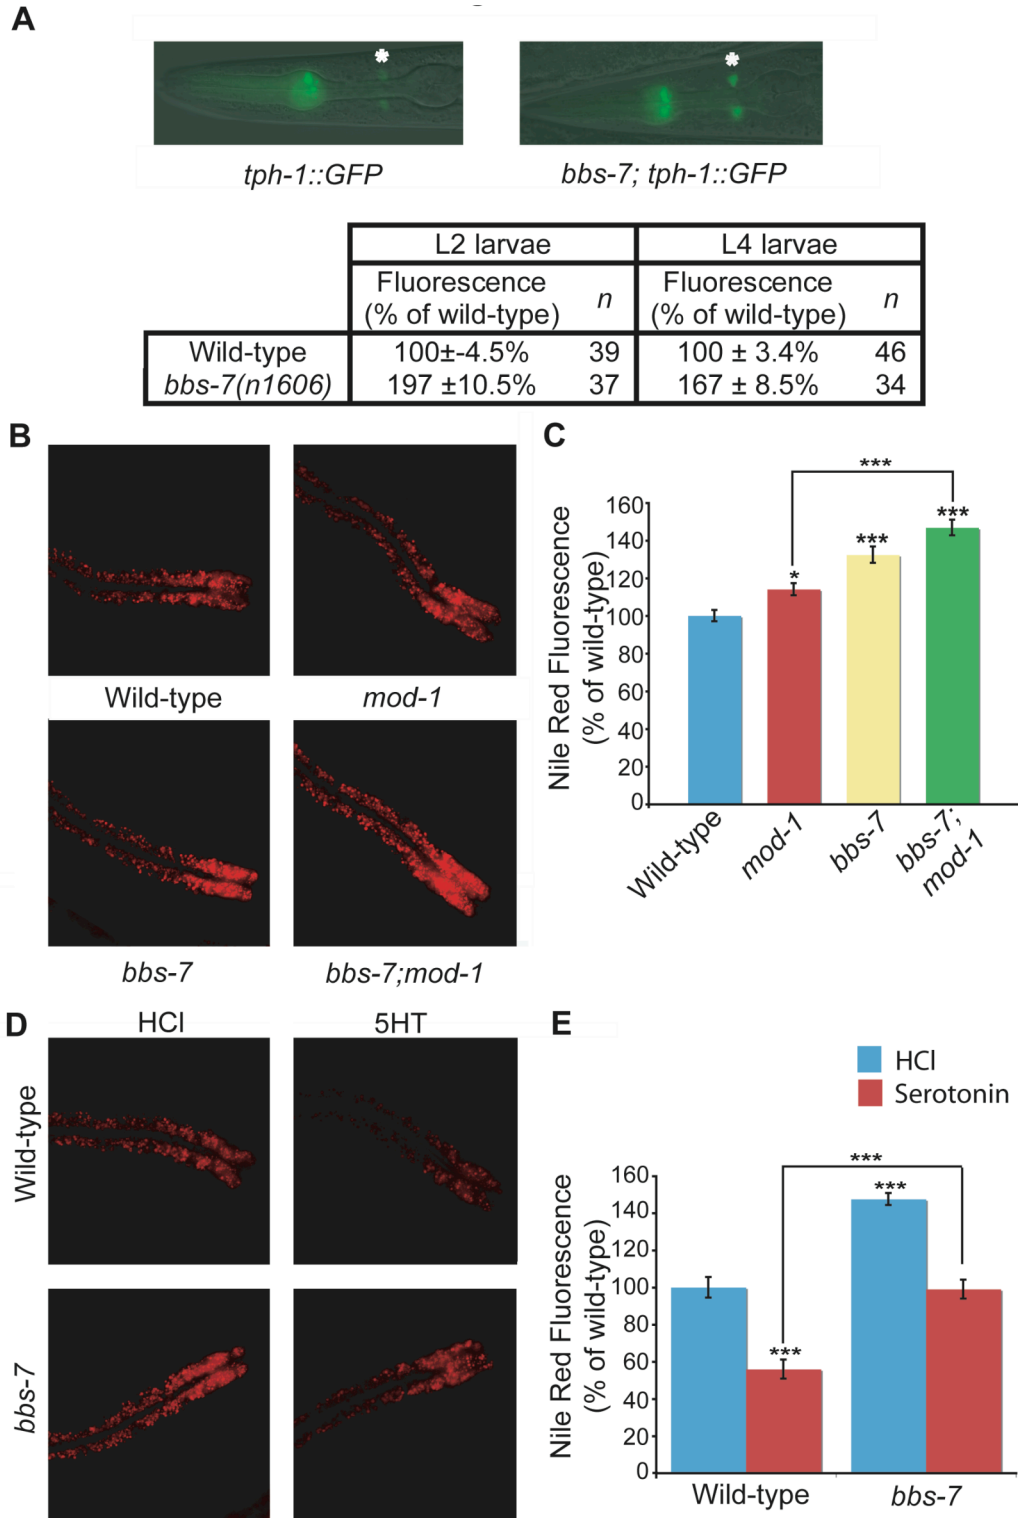 A
*
*
tph-1::GFP
bbs-7; tph-1::GFP
L2 larvae
L4 larvae
Fluorescence
(% of wild-type)
n
Fluorescence
(% of wild-type)
n
Wild-type
100±-4.5%
39
100 ± 3.4%
46
bbs-7(n1606)
197 ±10.5%
37
167 ± 8.5%
34
B
Wild-type
mod-1
bbs-7
bbs-7;mod-1
C
Nile Red Fluorescence
(% of wild-type)
160
140
120
100
80
60
40
20
0
*
***
***
***
Wild-type
mod-1
bbs-7
bbs-7;
mod-1
D
HCl
5HT
Wild-type
bbs-7
E
HCl
Serotonin
Nile Red Fluorescence
(% of wild-type)
160
140
120
100
80
60
40
20
0
***
***
***
Wild-type
bbs-7